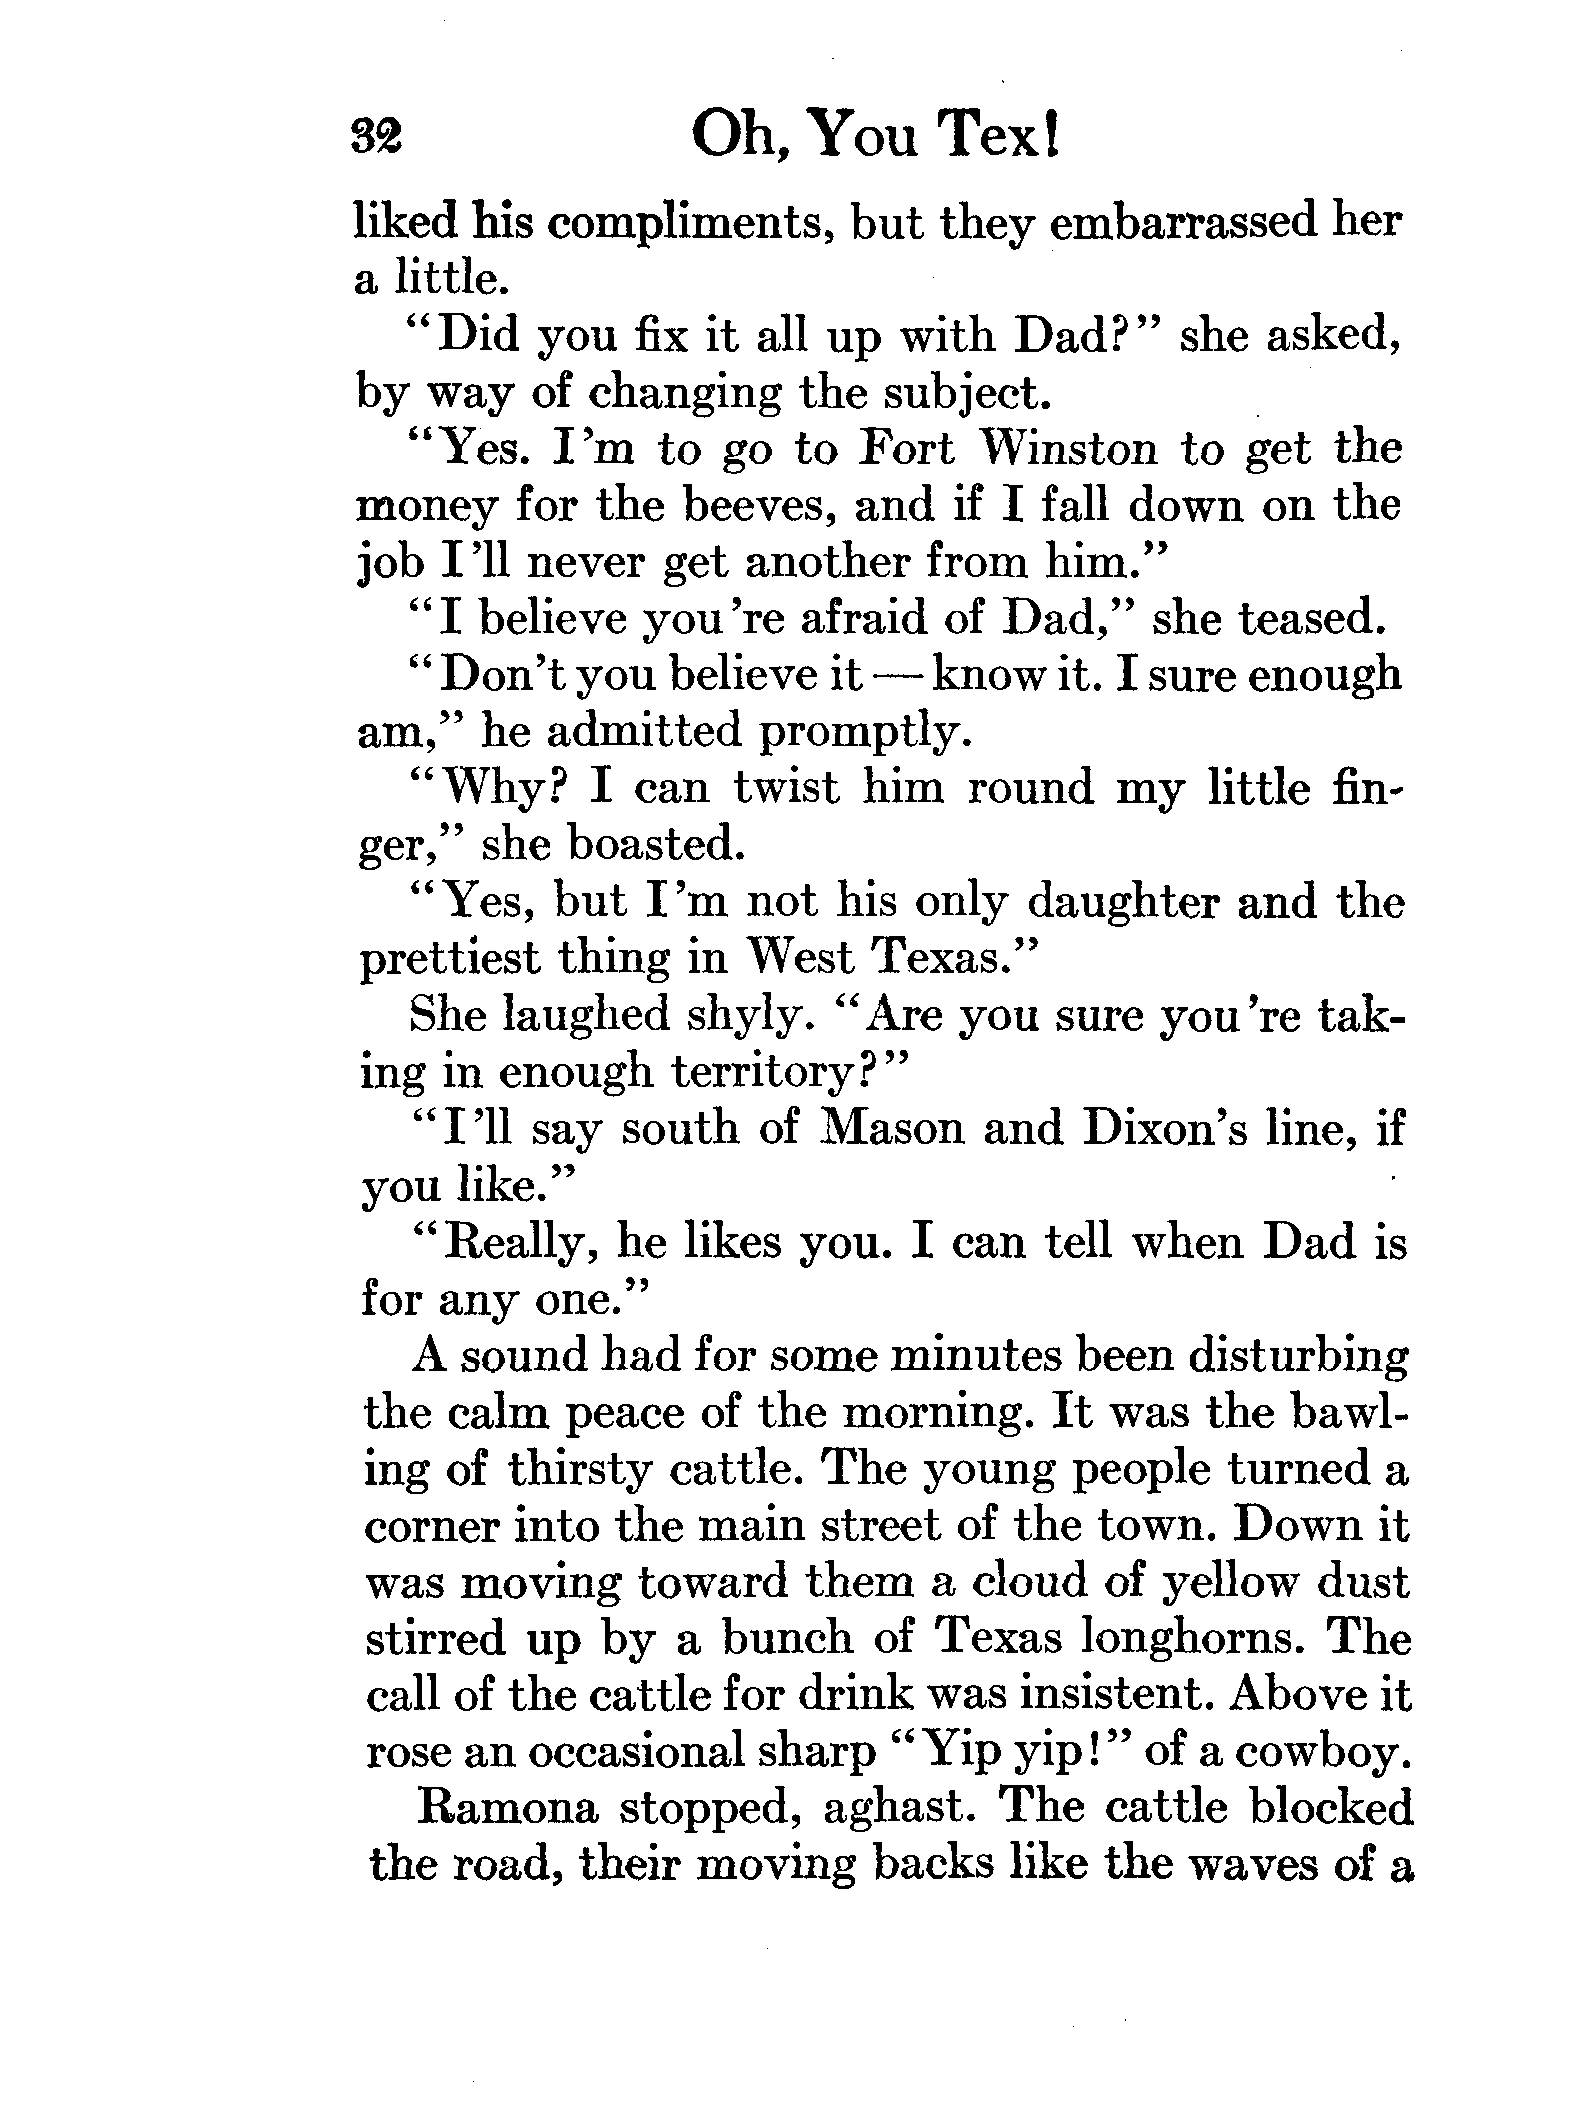 32 Oh, You Tex!
liked his compliments, but they embarrassed her
a little.
"Did you fix it all up with Dad?" she asked,
by way of changing the subject.
"Yes. I'm to go to Fort Winston to get the
money for the beeves, and if I fall down on the
job I'll never get another from him."
"I believe you're afraid of Dad," she teased.
"Don't you believe it — know it. I sure enough
am," he admitted promptly.
"Why? I can twist him round my little fin-
ger," she boasted.
"Yes, but I'm not his only daughter and the
prettiest thing in West Texas."
She laughed shyly. "Are you sure you're tak-
ing in enough territory?"
"I'll say south of Mason and Dixon's line, if
you like."
"Really, he likes you. I can tell when Dad is
for any one."
A sound had for some minutes been disturbing
the calm peace of the morning. It was the bawl-
ing of thirsty cattle. The young people turned a
corner into the main street of the town. Down it
was moving toward them a cloud of yellow dust
stirred up by a bunch of Texas longhorns. The
call of the cattle for drink was insistent. Above it
rose an occasional sharp "Yip yip!" of a cowboy.
Ramona stopped, aghast. The cattle blocked
the road, their moving backs like the waves of a